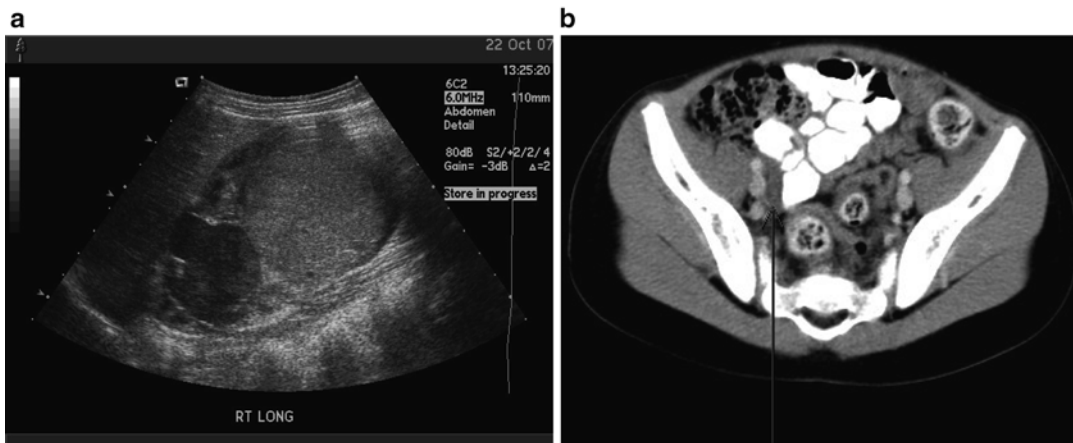 a
22 Oct 07
13:25:20
6C2
6.0MHz 110mm
Abdomen
Detail
80dB S2/+2/2/4
Gain= -3dB Δ=2
Store in progress
RT LONG
b